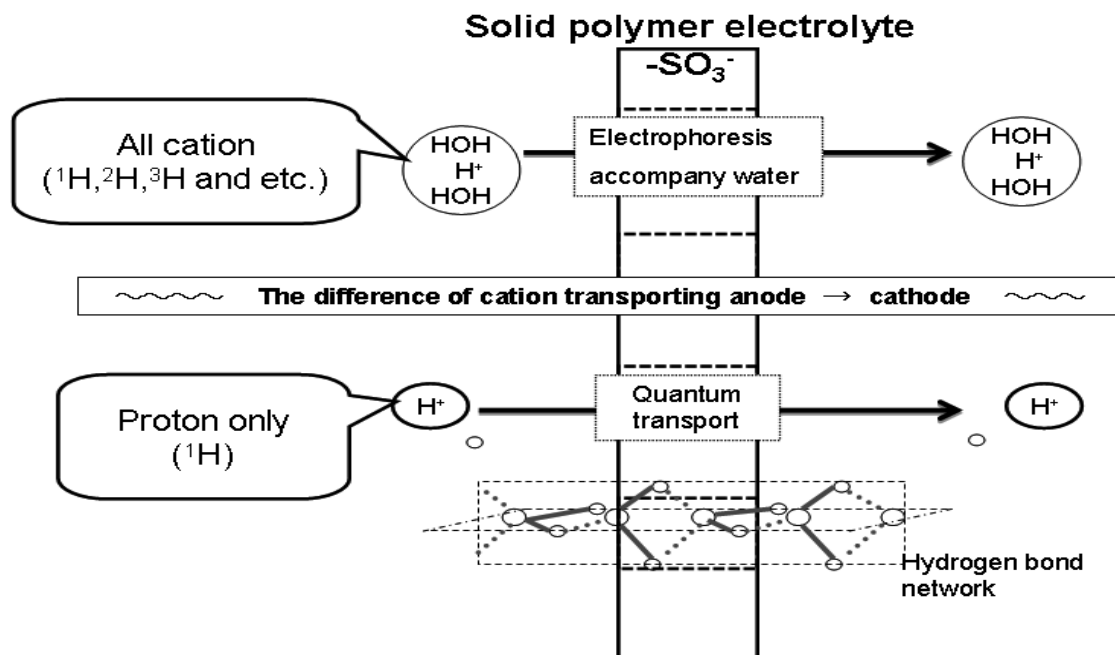 Solid polymer electrolyte
-SO₃⁻
All cation
(¹H,²H,³H and etc.)
HOH
H⁺
HOH
Electrophoresis
accompany water
HOH
H⁺
HOH
The difference of cation transporting anode → cathode
Proton only
(¹H)
H⁺
Quantum
transport
H⁺
Hydrogen bond
network